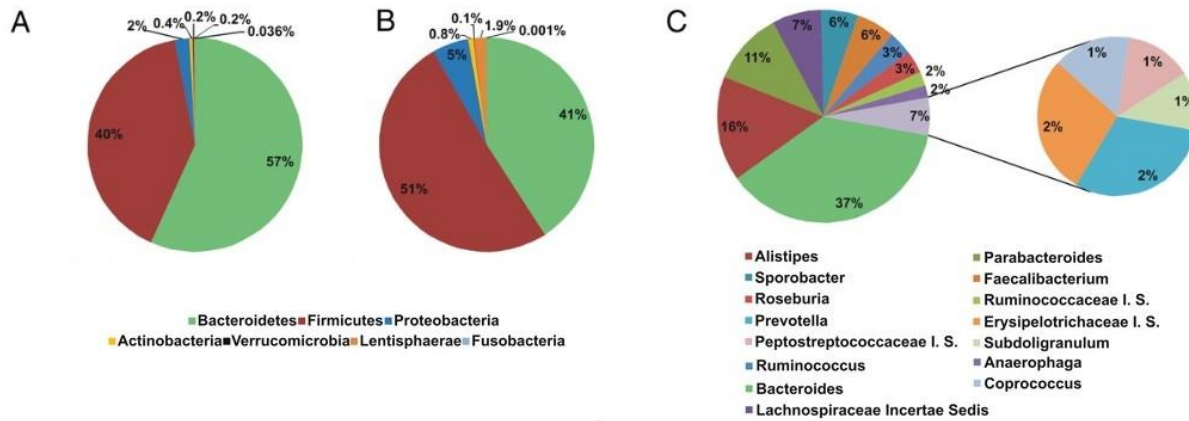 A
2%
0.4%
0.2%
0.2%
0.036%
40%
57%
B
0.8%
0.1%
1.9%
0.001%
5%
41%
51%
Bacteroidetes Firmicutes Proteobacteria
Actinobacteria Verrucomicrobia Lentisphaerae Fusobacteria
C
7%
6%
6%
3%
3%
2%
2%
7%
11%
16%
37%
1%
1%
1%
2%
2%
Alistipes
Sporobacter
Roseburia
Prevotella
Peptostreptococcaceae I. S.
Ruminococcus
Bacteroides
Lachnospiraceae Incertae Sedis
Parabacteroides
Faecalibacterium
Ruminococcaceae I. S.
Erysipelotrichaceae I. S.
Subdoligranulum
Anaerophaga
Coprococcus